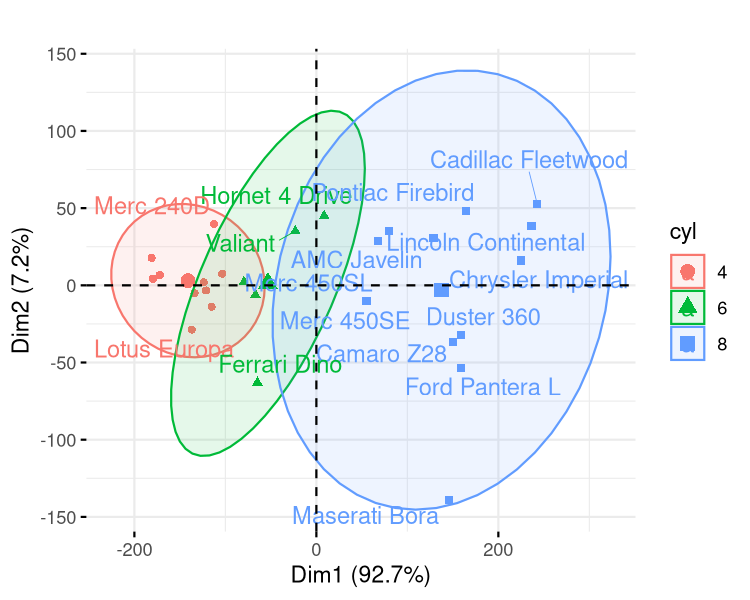 150
100
50
0
-50
-100
-150
-200
0
200
Dim1 (92.7%)
Dim2 (7.2%)
Cadillac Fleetwood
Hornet 4 Drive
Pontiac Firebird
Merc 240D
Valiant
Lincoln Continental
AMC Javelin
Merc 450SL
Chrysler Imperial
Merc 450SE
Duster 360
Lotus Europa
Camaro Z28
Ferrari Dino
Ford Pantera L
Maserati Bora
cyl
4
6
8